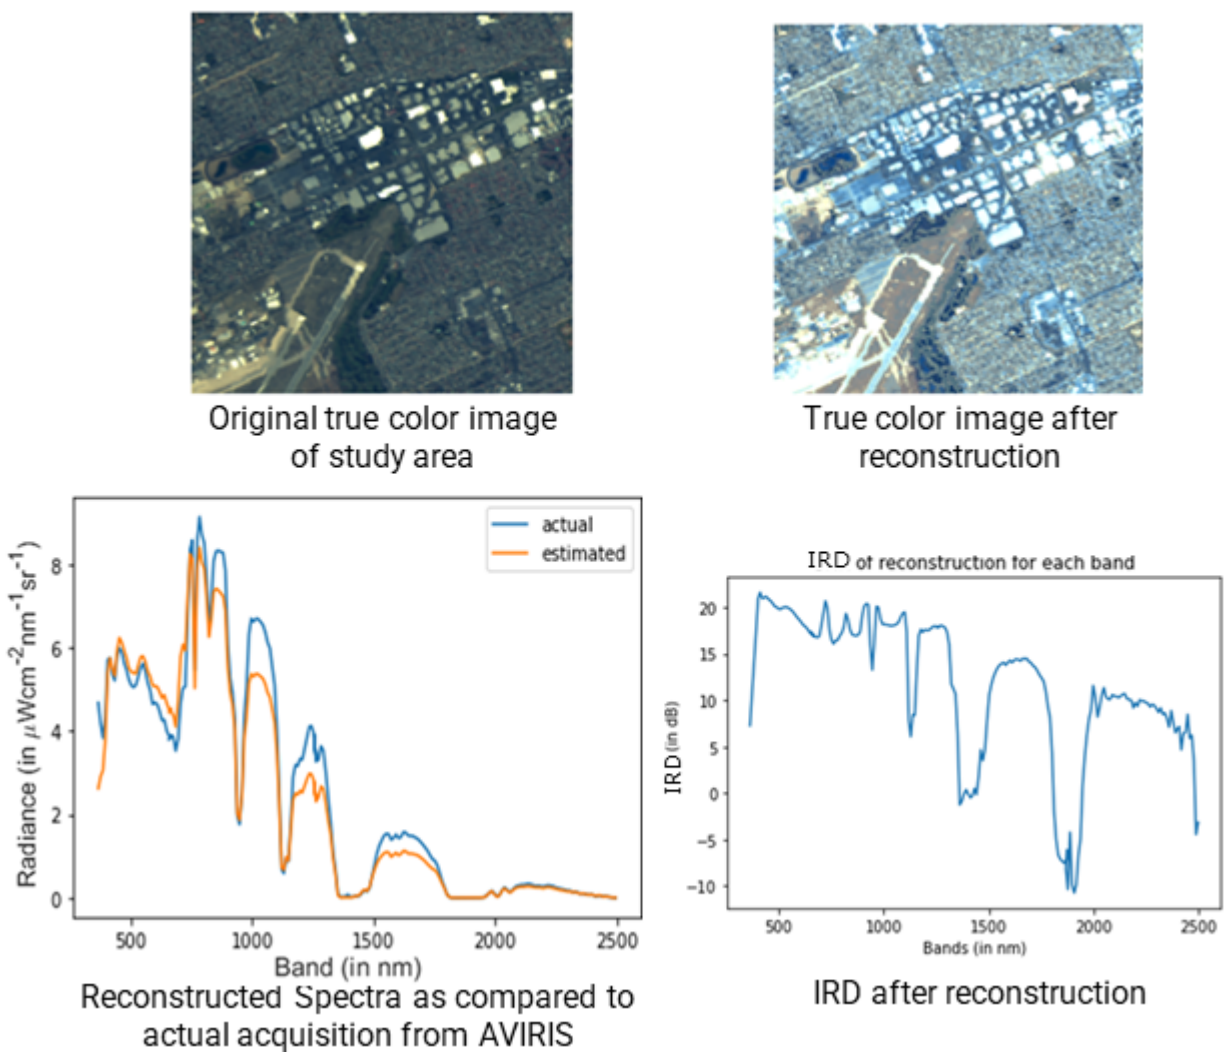 Original true color image
of study area
True color image after
reconstruction
actual
estimated
Radiance (in μWcm⁻²nm⁻¹sr⁻¹)
8
6
4
2
0
500 1000 1500 2000 2500
Band (in nm)
Reconstructed Spectra as compared to
actual acquisition from AVIRIS
IRD of reconstruction for each band
IRD (in dB)
20
15
10
5
0
−5
−10
500 1000 1500 2000 2500
Bands (in nm)
IRD after reconstruction